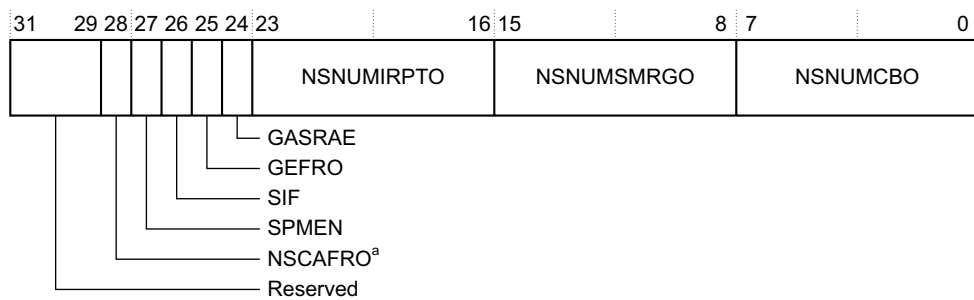 31 29 28 27 26 25 24 23 16 15 8 7 0
NSNUMIRPTO NSNUMSMRGO NSNUMCBO
GASRAE
GEFRO
SIF
SPMEN
NSCAFROᵃ
Reserved